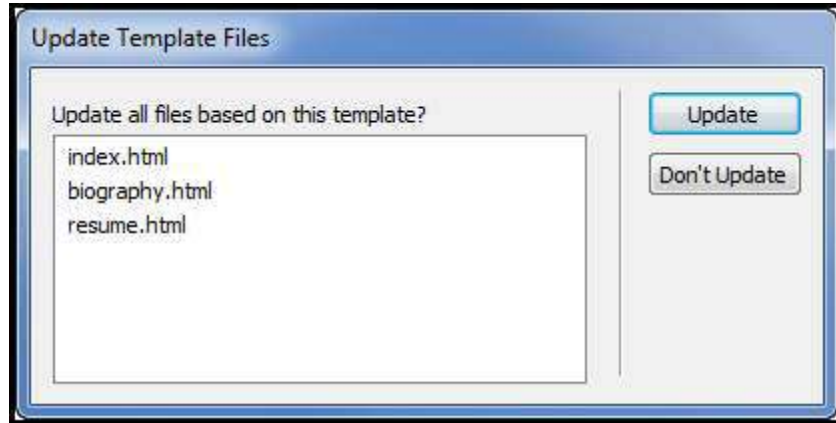 Update Template Files
Update all files based on this template?
index.html
biography.html
resume.html
Update
Don't Update